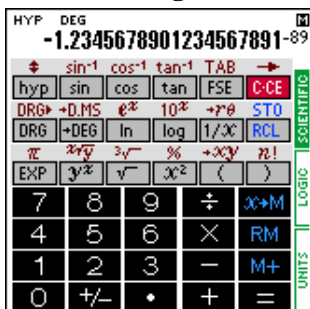 HYP DEG M
-1.2345678901234567891-89
sin-1 cos-1 tan-1 TAB
hyp sin cos tan FSE C·CE
DRG▸ →D.MS eˣ 10ˣ →rθ STO
DRG →DEG ln log 1/x RCL
π ˣ√y ³√ % →xy n!
EXP yˣ √ x² ( )
7 8 9 ÷ x→M
4 5 6 × RM
1 2 3 − M+
0 +/− • + =
SCIENTIFIC
LOGIC
UNITS